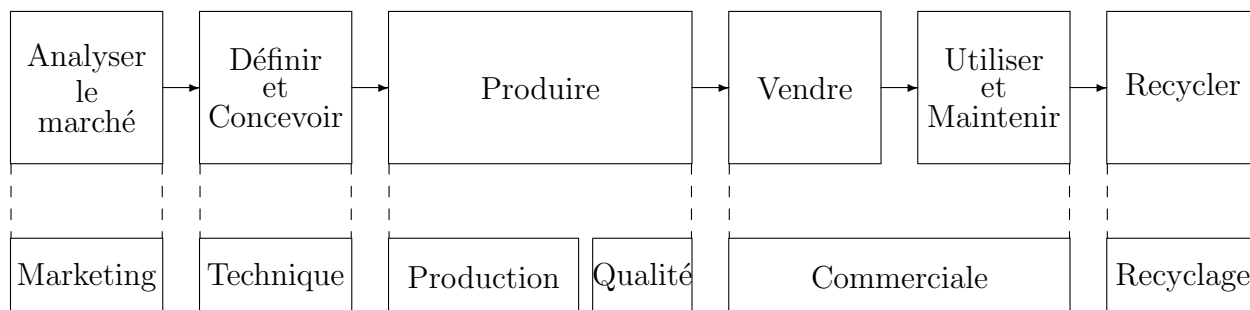 Analyser
le
marché
Définir
et
Concevoir
Produire
Vendre
Utiliser
et
Maintenir
Recycler
Marketing
Technique
Production
Qualité
Commerciale
Recyclage